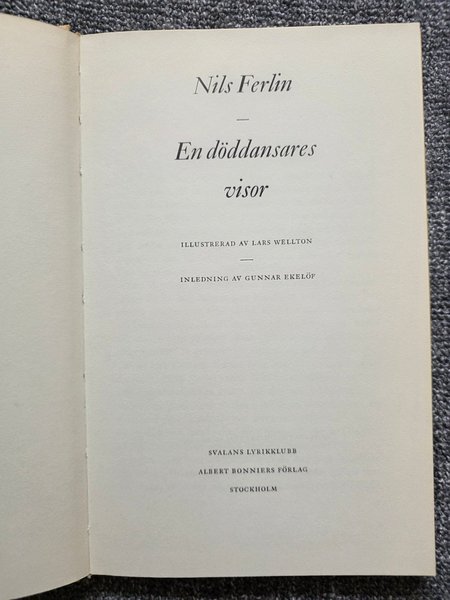 Nils Ferlin
En döddansares
visor
ILLUSTRERAD AV LARS WELLTON
INLEDNING AV GUNNAR EKELÖF
SVALANS LYRIKKLUBB
ALBERT BONNIERS FÖRLAG
STOCKHOLM